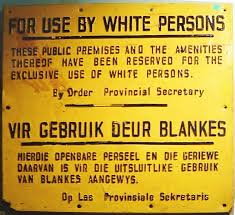 FOR USE BY WHITE PERSONS
THESE PUBLIC PREMISES AND THE AMENITIES
THEREOF HAVE BEEN RESERVED FOR THE
EXCLUSIVE USE OF WHITE PERSONS.
By Order Provincial Secretary
VIR GEBRUIK DEUR BLANKES
HIERDIE OPENBARE PERSEEL EN DIE GERIEWE
DAARVAN IS VIR DIE UITSLUITLIKE GEBRUIK
VAN BLANKES AANGEWYS.
Op Las Provinsiale Sekretaris